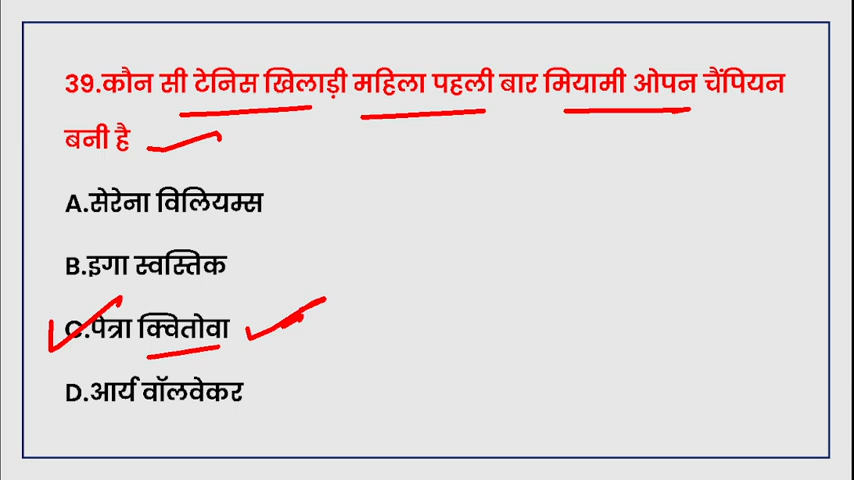 39.कौन सी टेनिस खिलाड़ी महिला पहली बार मियामी ओपन चैंपियन
बनी है
A.सेरेना विलियम्स
B.इगा स्वस्तिक
C.पेत्रा क्वितोवा
D.आर्य वॉलवेकर